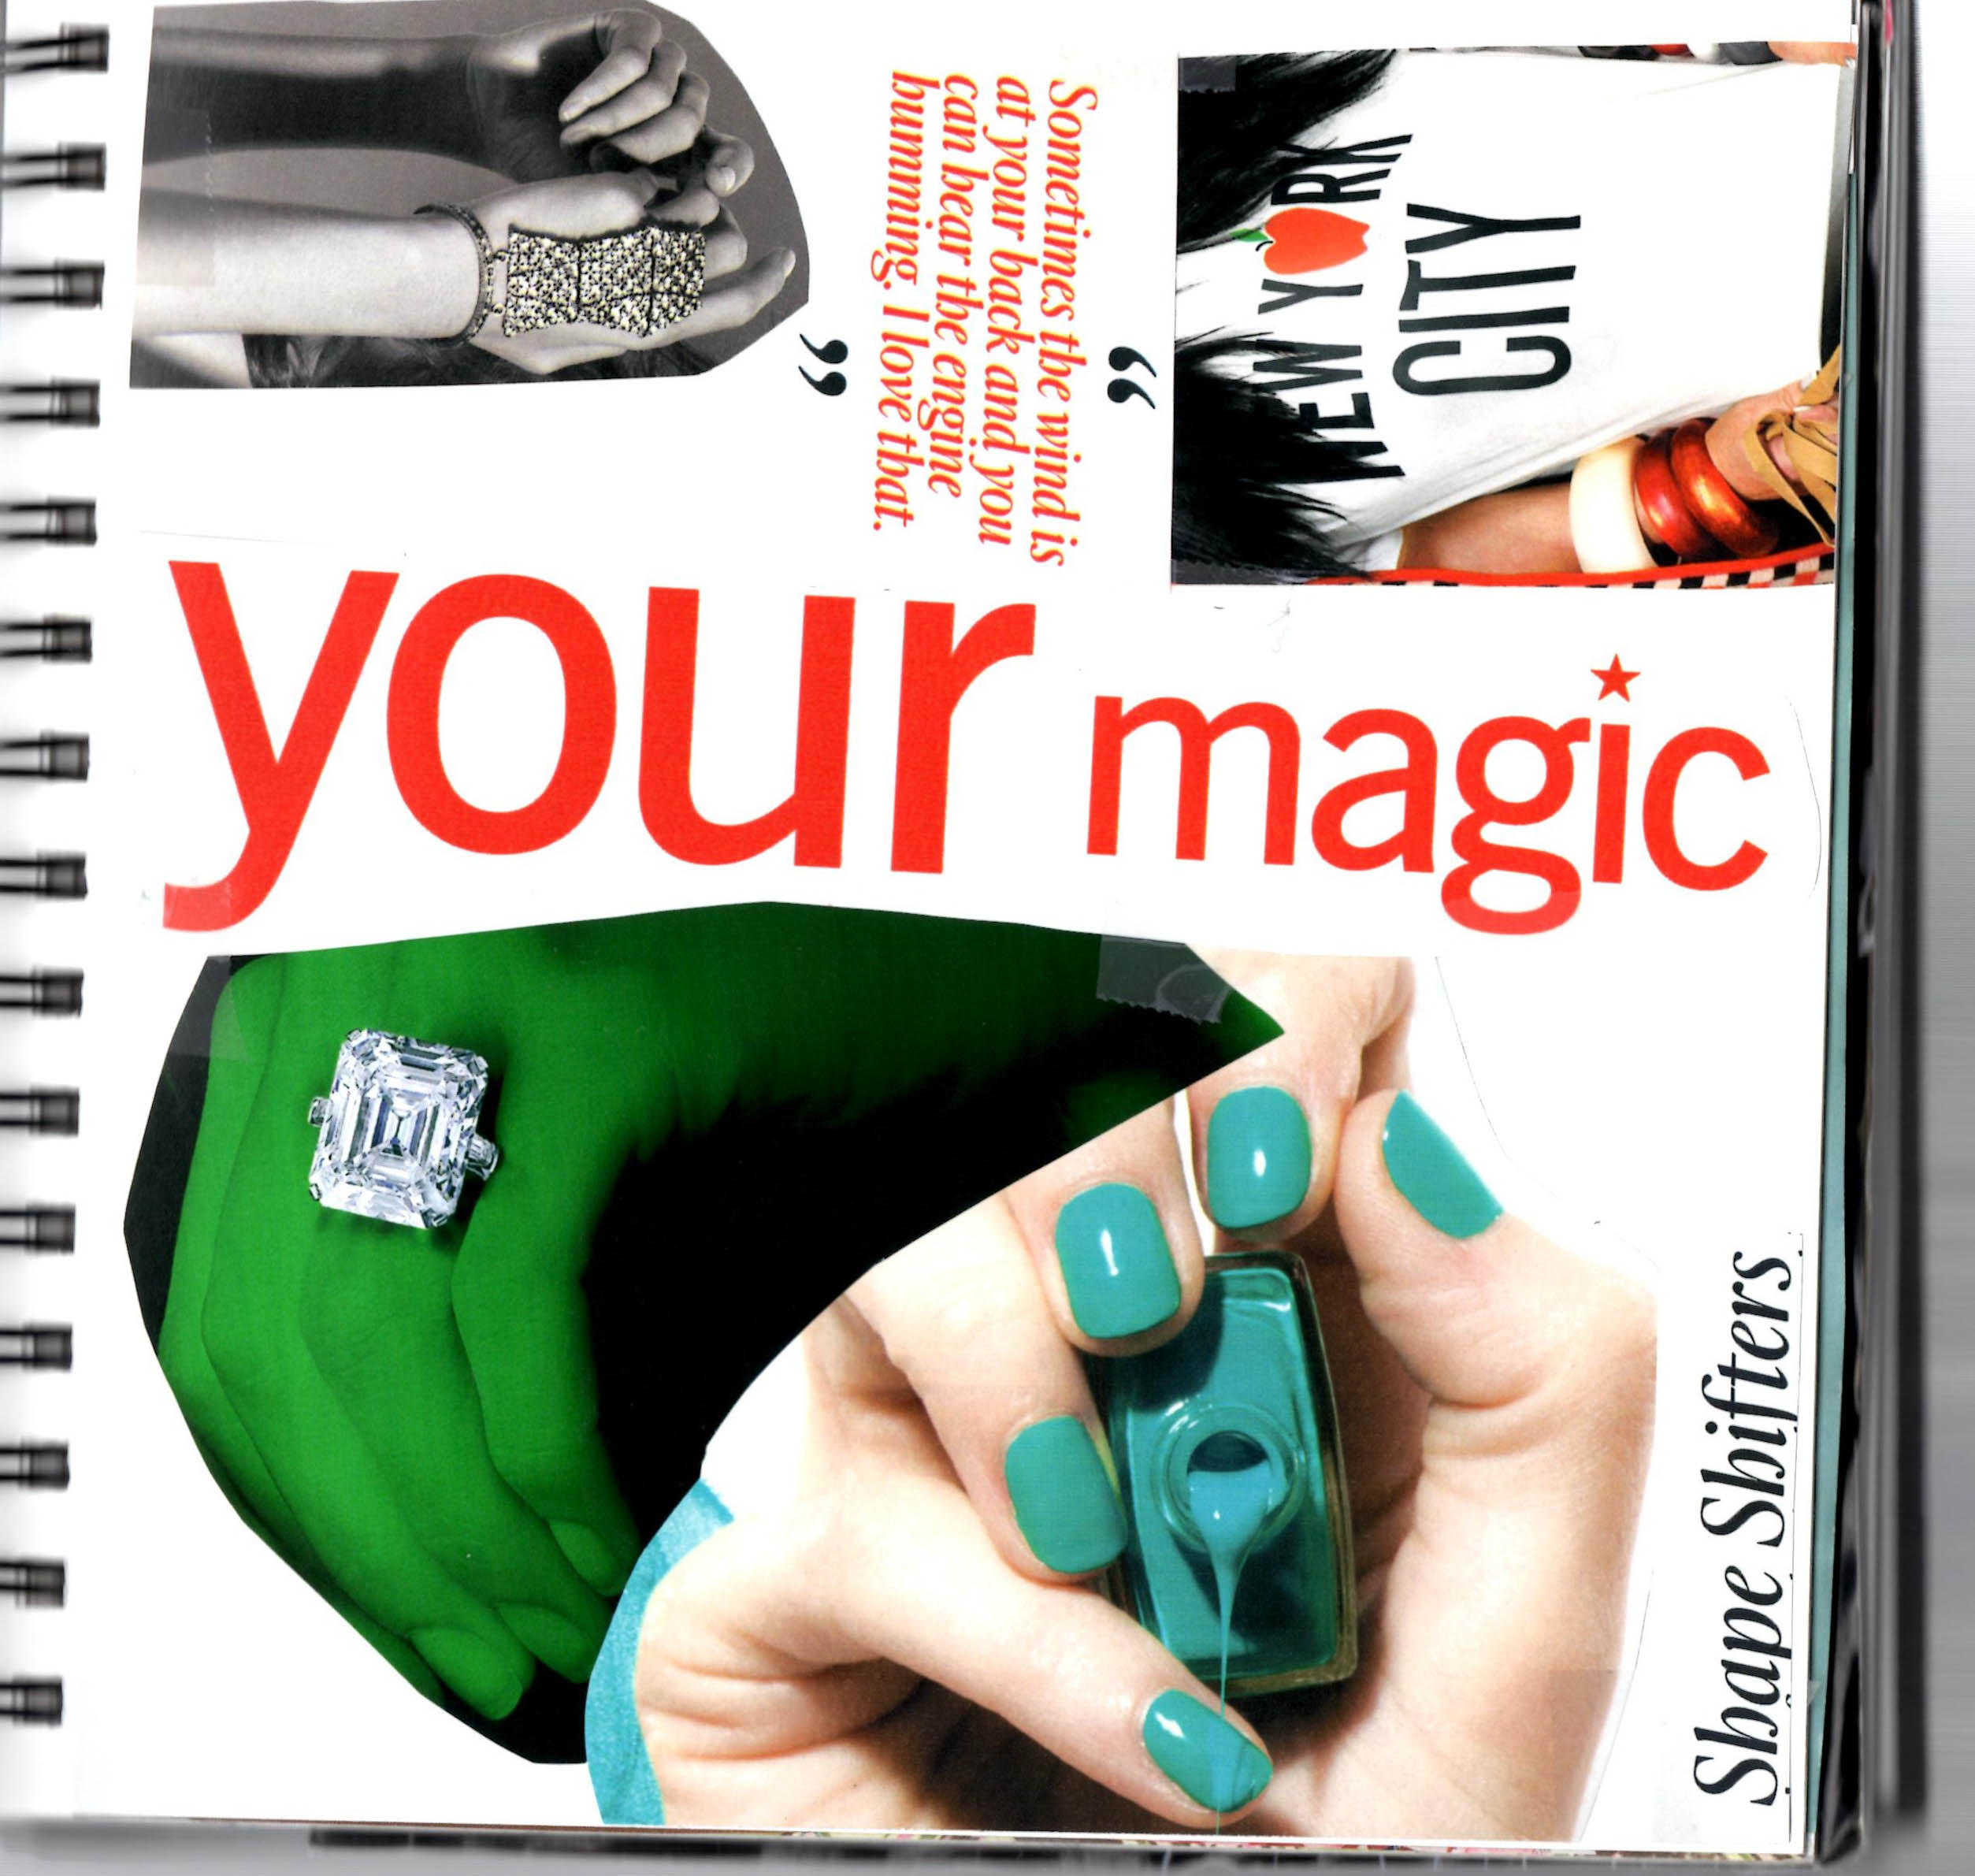 “
Sometimes the wind is
at your back and you
can hear the engine
humming. I love that.
”
NEW YORK
CITY
your magic
Shape Shifters